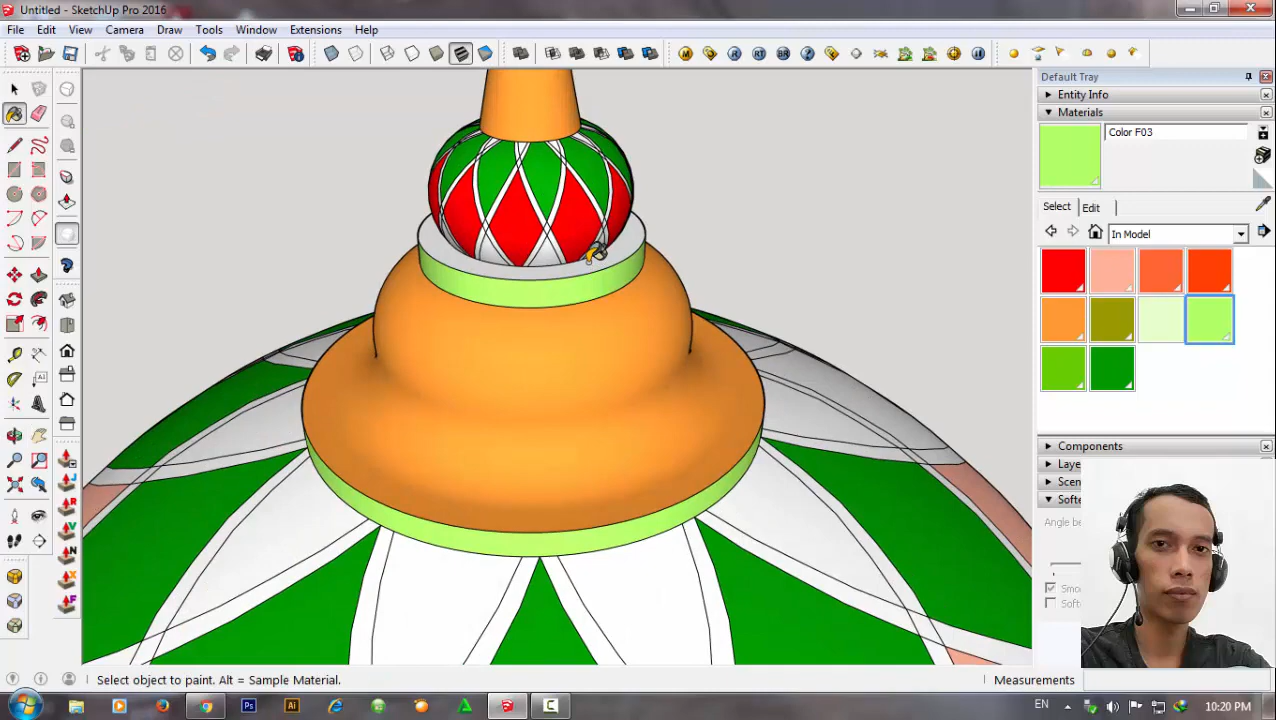 Untitled - SketchUp Pro 2016
File Edit View Camera Draw Tools Window Extensions Help
Default Tray
Entity Info
Materials
Color F03
Select Edit
In Model
Components
Laye
Scen
Softe
Angle be
Smo
Soft
Select object to paint. Alt = Sample Material.
Measurements
EN
10:20 PM